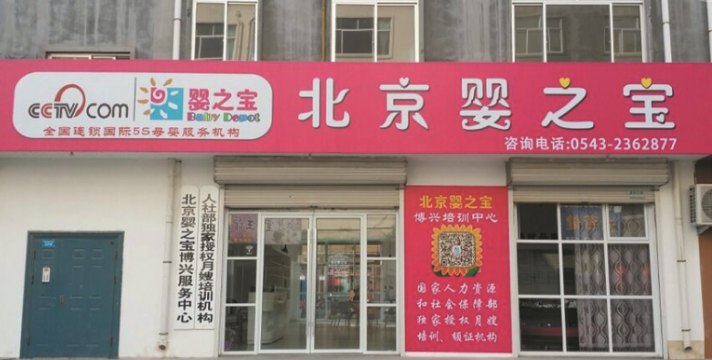 CCTV.com
婴之宝
Baby Depot
全国连锁国际5S母婴服务机构
北京婴之宝
咨询电话:0543-2362877
人社部独家授权月嫂培训机构
北京婴之宝博兴服务中心
北京婴之宝
博兴培训中心
国家人力资源
和社会保障部
独家授权月嫂
培训、颁证机构